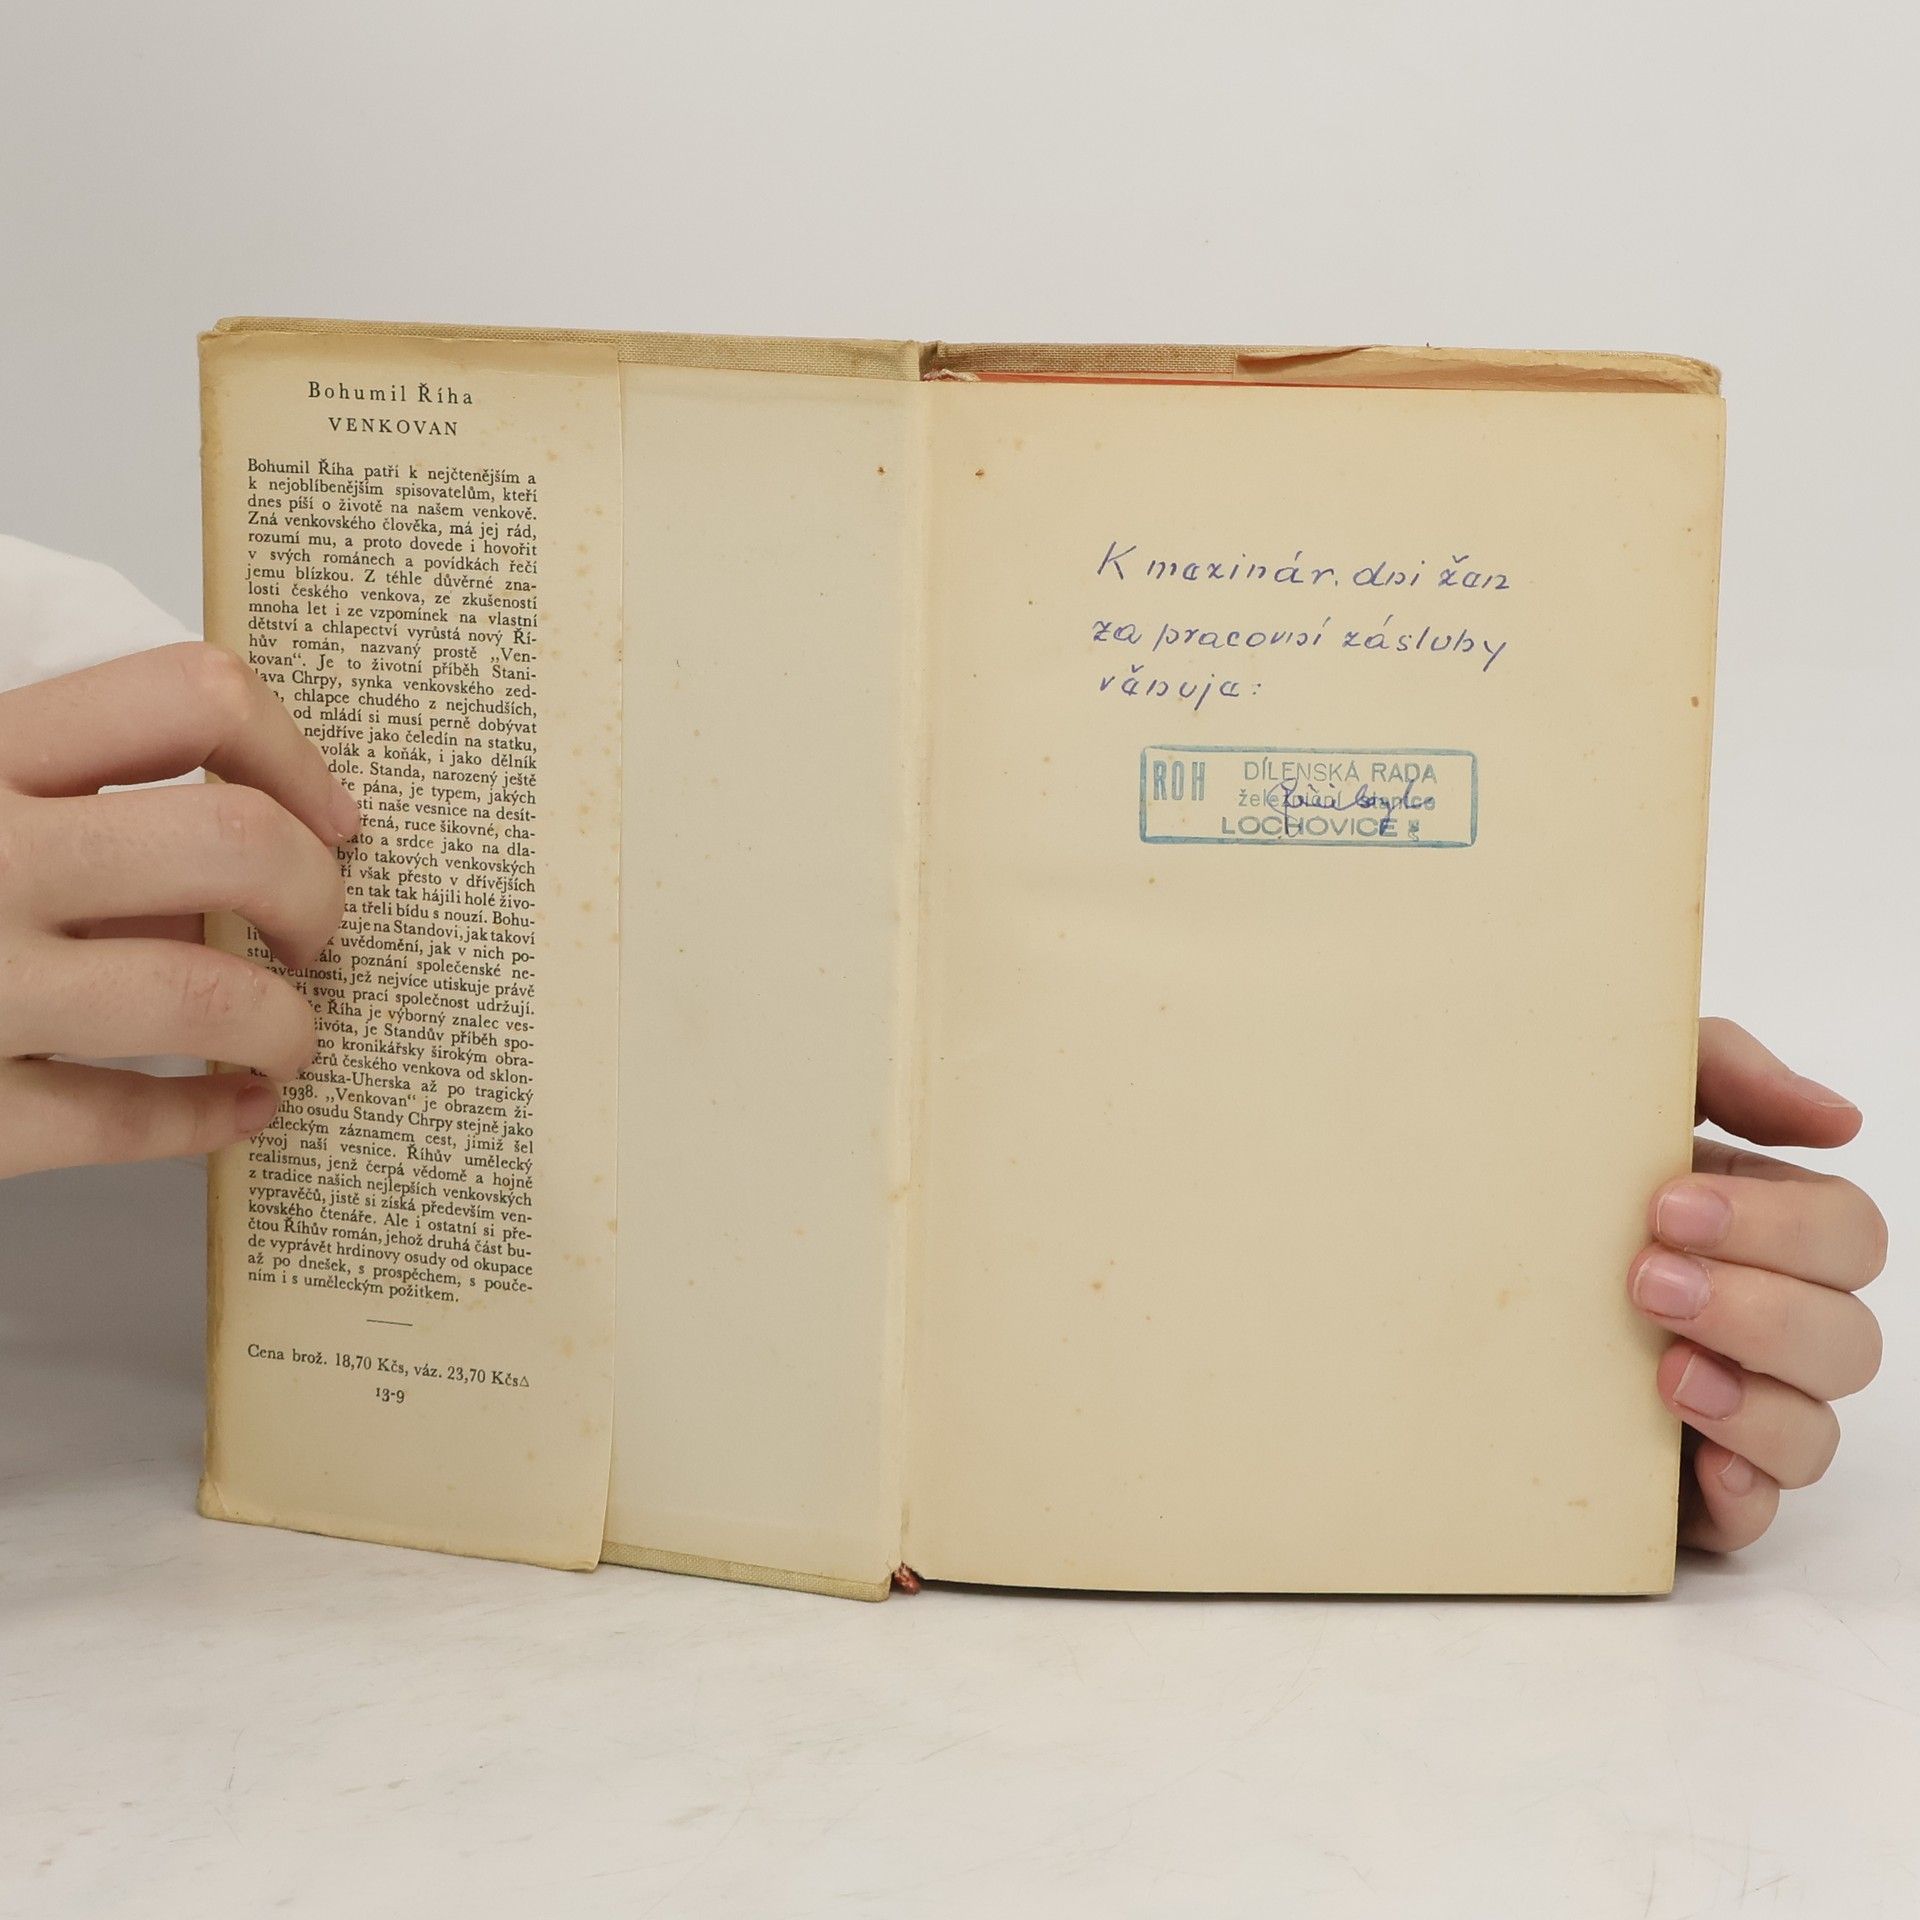 Bohumil Říha
VENKOVAN
Bohumil Říha patří k nejčtenějším a
k nejoblíbenějším spisovatelům, kteří
dnes píší o životě na našem venkově.
Zná venkovského člověka, má jej rád,
rozumí mu, a proto dovede i hovořit
v svých románech a povídkách řečí
jemu blízkou. Z téhle důvěrné zna-
losti českého venkova, ze zkušeností
mnoha let i ze vzpomínek na vlastní
dětství a chlapectví vyrůstá nový Ří-
hův román, nazvaný prostě „Ven-
kovan“. Je to životní příběh Stani-
lava Chrpy, synka venkovského zed-
chlapce chudého z nejchudších,
od mládí si musí perně dobývat
nejdříve jako čeledín na statku,
volák a koňák, i jako dělník
dole. Standa, narozený ještě
pána, je typem, jakých
naše vesnice na desít-
ruce šikovné, cha-
a srdce jako na dla-
bylo takových venkovských
však přesto v dřívějších
en tak tak hájili holé živo-
třeli bídu s nouzí. Bohu-
na Standovi, jak takoví
k uvědomění, jak v nich po-
poznání společenské ne-
jež nejvíce utiskuje právě
svou prací společnost udržují.
že Říha je výborný znalec ves-
života, je Standův příběh spo-
kronikářsky širokým obra-
českého venkova od sklon-
kouska-Uherska až po tragický
1938. „Venkovan“ je obrazem ži-
osudu Standy Chrpy stejně jako
uměleckým záznamem cest, jimiž šel
vývoj naší vesnice. Říhův umělecký
realismus, jenž čerpá vědomě a hojně
z tradice našich nejlepších venkovských
vypravěčů, jistě si získá především ven-
kovského čtenáře. Ale i ostatní si pře-
čtou Říhův román, jehož druhá část bu-
de vyprávět hrdinovy osudy od okupace
až po dnešek, s prospěchem, s pouče-
ním i s uměleckým požitkem.
Cena brož. 18,70 Kčs, váz. 23,70 Kčs△
13-9
K mezinár. dni žen
za pracovní zásluhy
věnuje:
ROH DÍLENSKÁ RADA
železniční stanice
LOCHOVICE